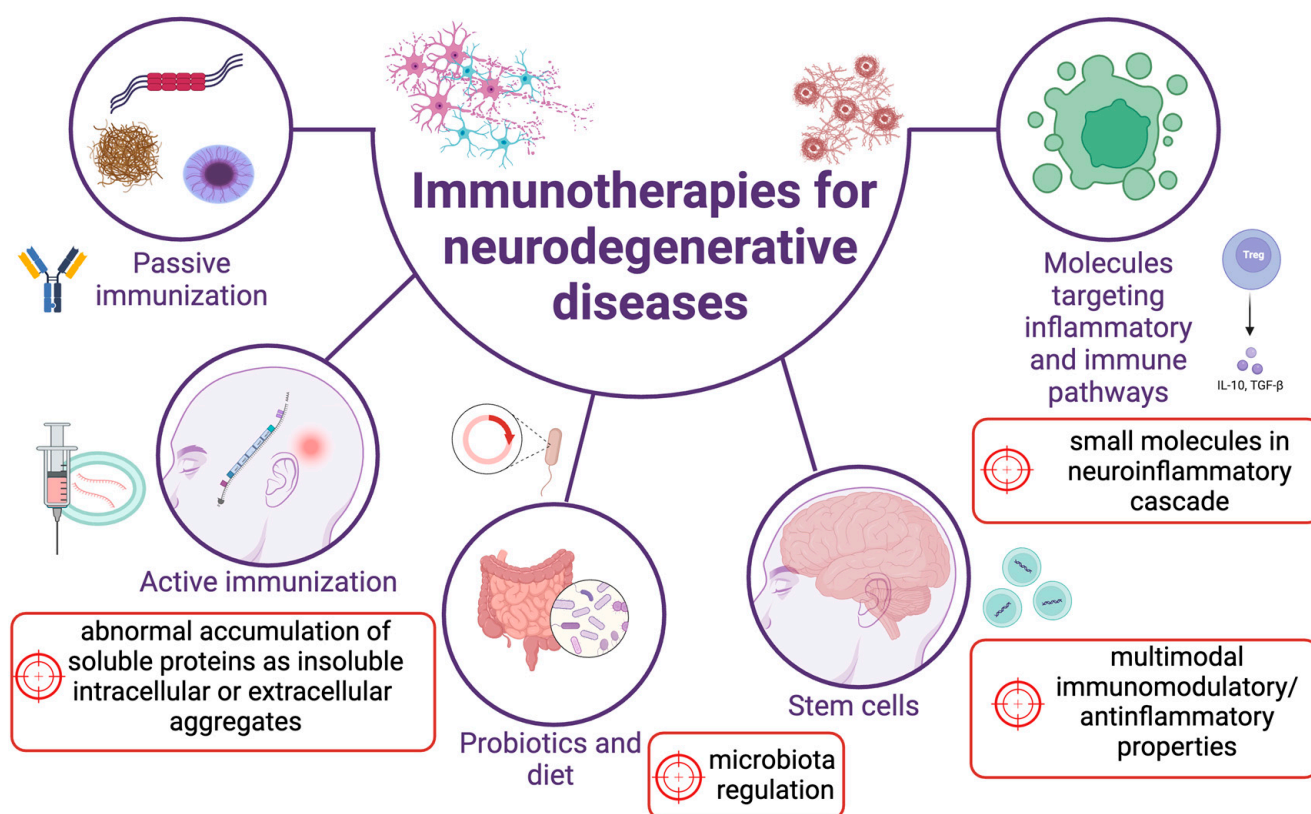 Immunotherapies for
neurodegenerative
diseases
Passive
immunization
Active immunization
abnormal accumulation of
soluble proteins as insoluble
intracellular or extracellular
aggregates
Probiotics and
diet
microbiota
regulation
Stem cells
multimodal
immunomodulatory/
antinflammatory
properties
Molecules
targeting
inflammatory
and immune
pathways
Treg
IL-10, TGF-β
small molecules in
neuroinflammatory
cascade